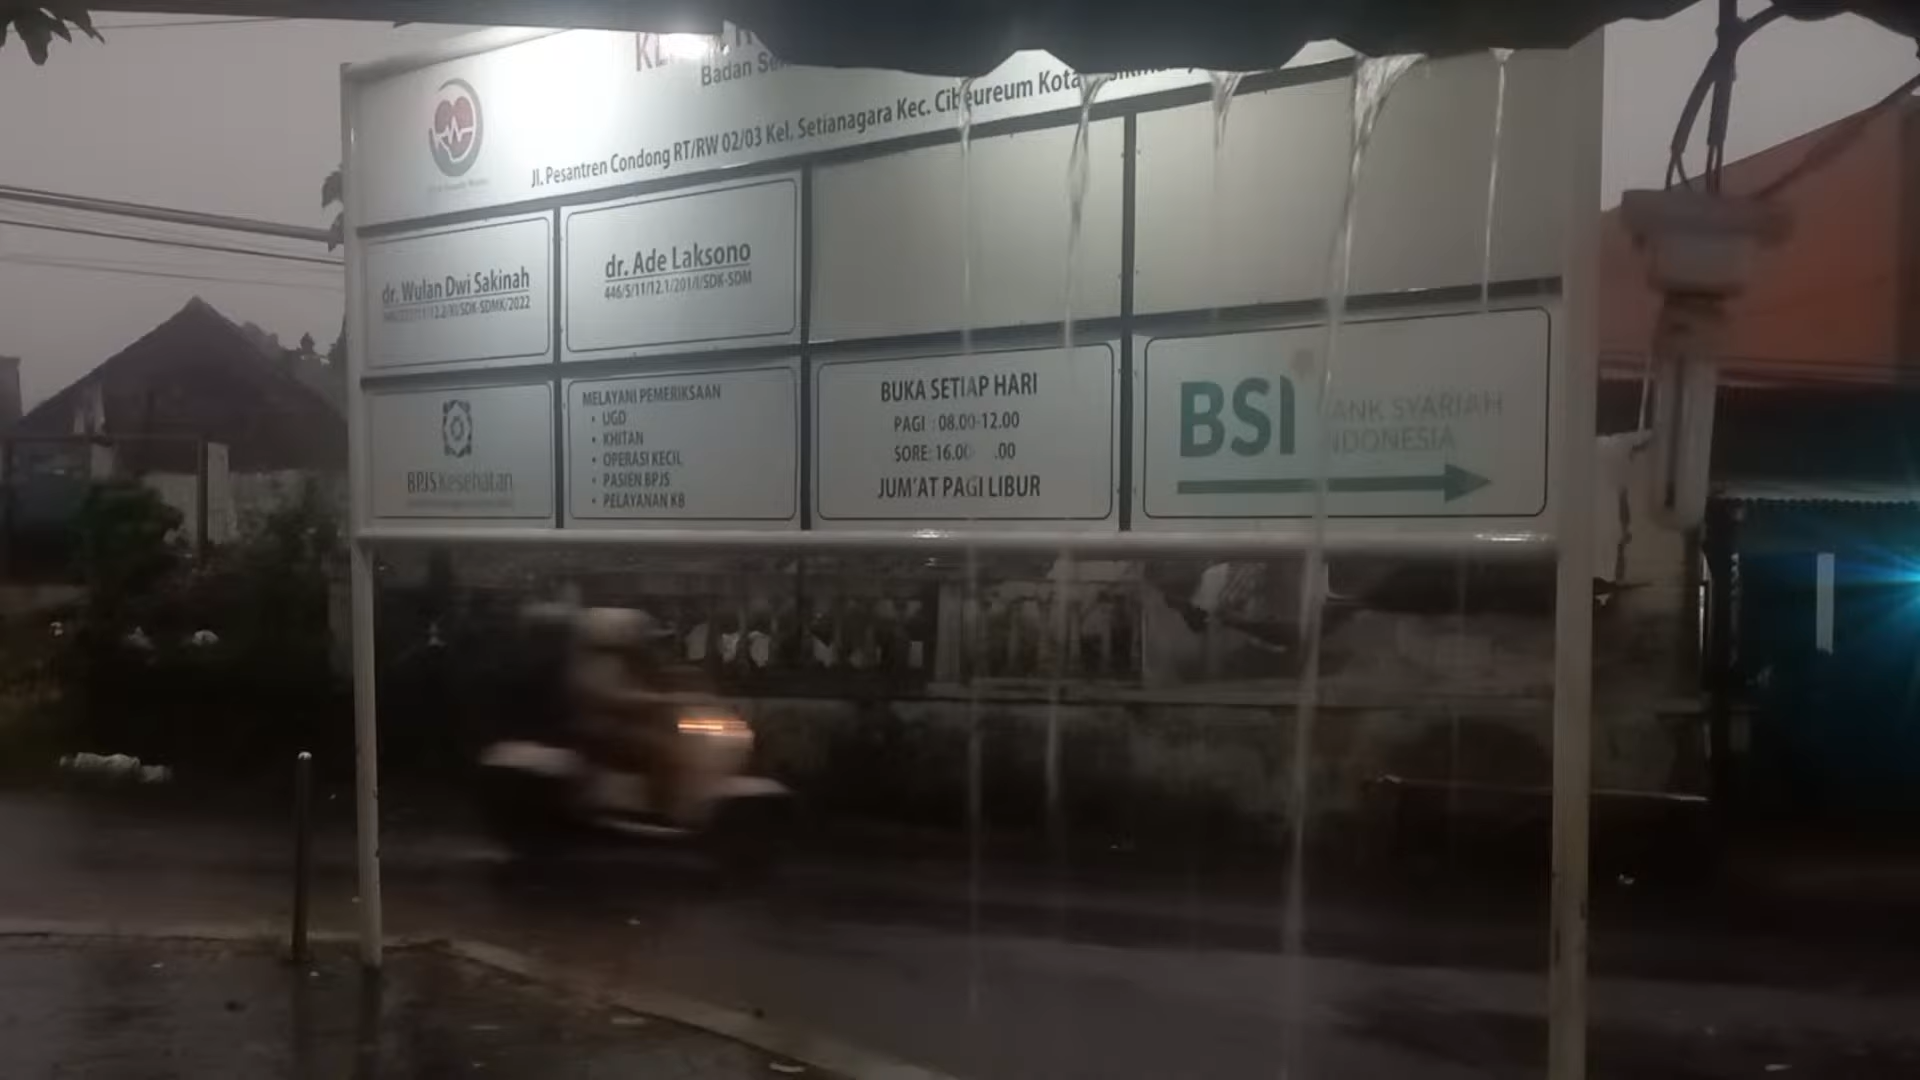 Badan
Jl. Pesantren Condong RT/RW 02/03 Kel. Setianagara Kec. Cibeureum Kota
dr. Wulan Dwi Sakinah
dr. Ade Laksono
446/5/11/12.1/201/I/SDK-SDM
BPJS Kesehatan
MELAYANI PEMERIKSAAN
• UGD
• KHITAN
• OPERASI KECIL
• PASIEN BPJS
• PELAYANAN KB
BUKA SETIAP HARI
PAGI : 08.00-12.00
SORE: 16.00 .00
JUM'AT PAGI LIBUR
BSI
BANK SYARIAH
INDONESIA